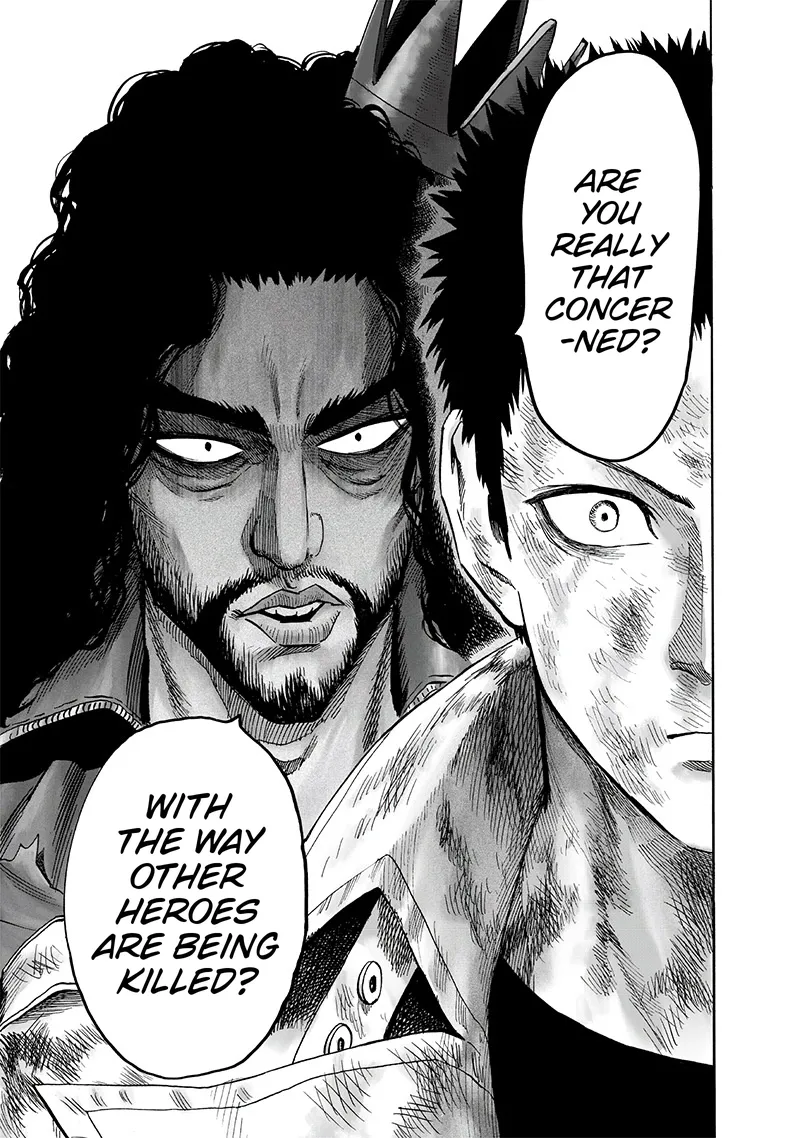 ARE
YOU
REALLY
THAT
CONCER
-NED?
WITH
THE WAY
OTHER
HEROES
ARE BEING
KILLED?